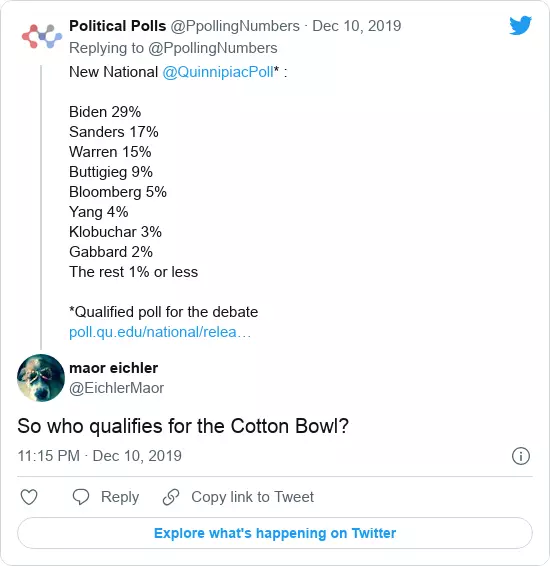 Political Polls @PpollingNumbers · Dec 10, 2019
Replying to @PpollingNumbers
New National @QuinnipiacPoll* :
Biden 29%
Sanders 17%
Warren 15%
Buttigieg 9%
Bloomberg 5%
Yang 4%
Klobuchar 3%
Gabbard 2%
The rest 1% or less
*Qualified poll for the debate
poll.qu.edu/national/relea…
maor eichler
@EichlerMaor
So who qualifies for the Cotton Bowl?
11:15 PM · Dec 10, 2019
Reply Copy link to Tweet
Explore what's happening on Twitter